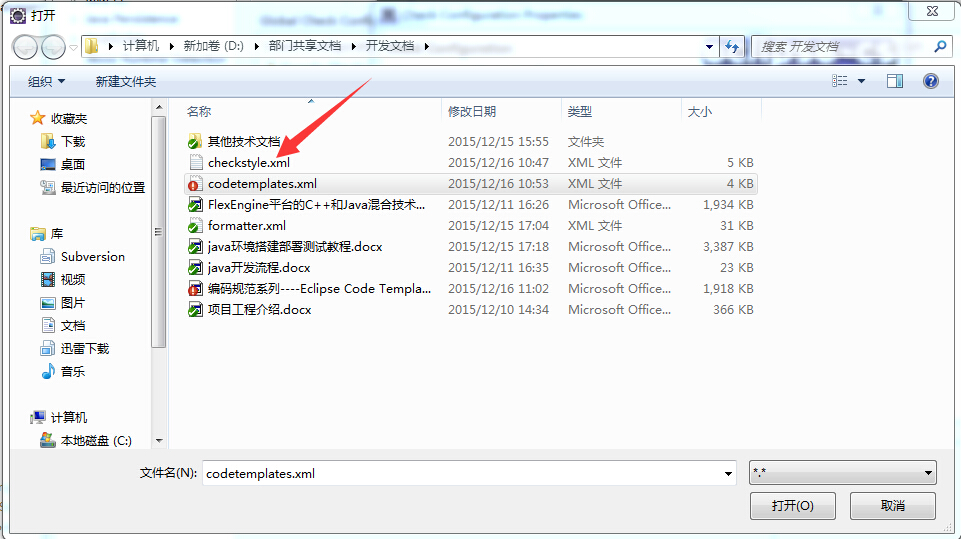 打开
计算机 新加卷 (D:) 部门共享文档 开发文档 搜索 开发文档
组织 新建文件夹
收藏夹
下载
桌面
最近访问的位置
库
Subversion
视频
图片
文档
迅雷下载
音乐
计算机
本地磁盘 (C:)
名称 修改日期 类型 大小
其他技术文档 2015/12/15 15:55 文件夹
checkstyle.xml 2015/12/16 10:47 XML 文件 5 KB
codetemplates.xml 2015/12/16 10:53 XML 文件 4 KB
FlexEngine平台的C++和Java混合技术... 2015/12/11 16:26 Microsoft Office... 1,934 KB
formatter.xml 2015/12/15 17:04 XML 文件 31 KB
java环境搭建部署测试教程.docx 2015/12/15 17:18 Microsoft Office... 3,387 KB
java开发流程.docx 2015/12/11 16:35 Microsoft Office... 23 KB
编码规范系列----Eclipse Code Templa... 2015/12/16 11:02 Microsoft Office... 1,918 KB
项目工程介绍.docx 2015/12/10 14:34 Microsoft Office... 366 KB
文件名(N): codetemplates.xml *.*
打开(O) 取消